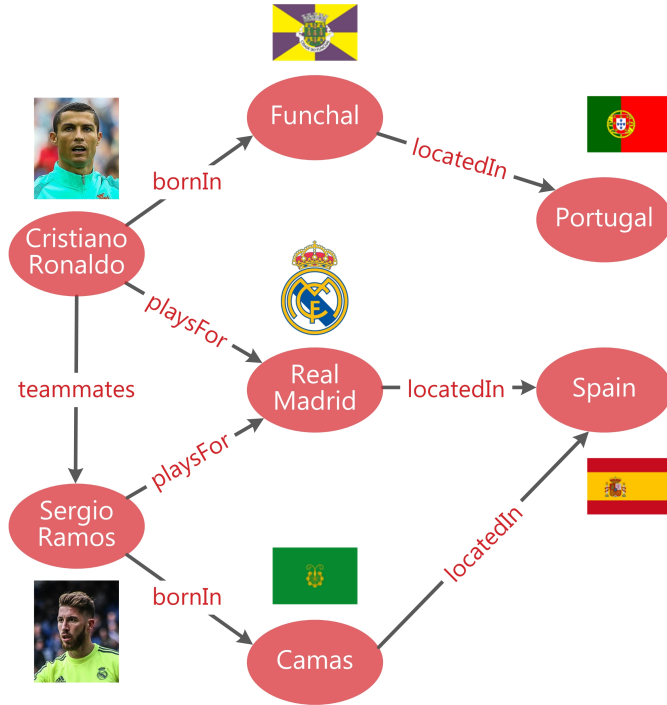 Funchal
bornIn
locatedIn
Cristiano
Ronaldo
Portugal
playsFor
teammates
Real
Madrid
locatedIn
Spain
playsFor
Sergio
Ramos
bornIn
locatedIn
Camas